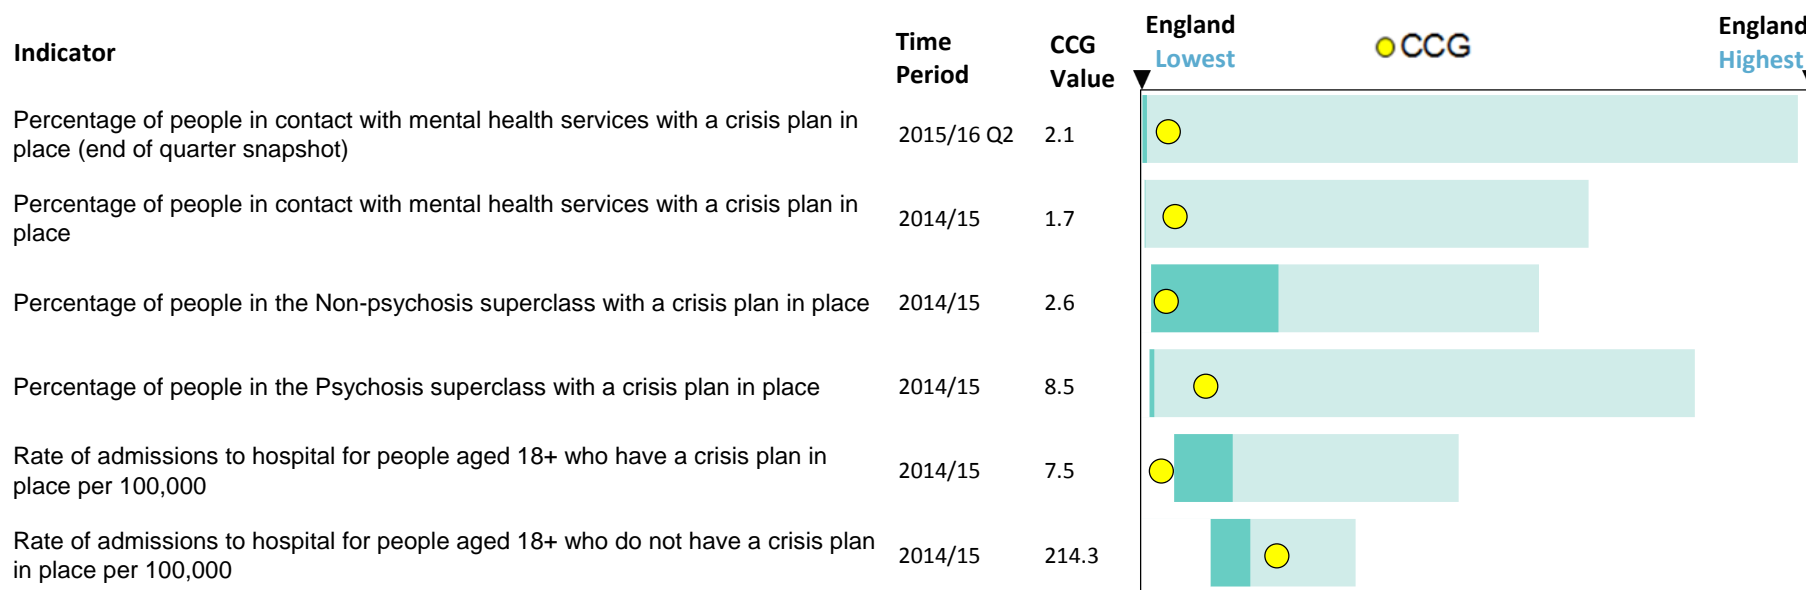 Indicator
Time
Period
CCG
Value
England
Lowest
CCG
England
Highest
Percentage of people in contact with mental health services with a crisis plan in
place (end of quarter snapshot)
2015/16 Q2
2.1
Percentage of people in contact with mental health services with a crisis plan in
place
2014/15
1.7
Percentage of people in the Non-psychosis superclass with a crisis plan in place
2014/15
2.6
Percentage of people in the Psychosis superclass with a crisis plan in place
2014/15
8.5
Rate of admissions to hospital for people aged 18+ who have a crisis plan in
place per 100,000
2014/15
7.5
Rate of admissions to hospital for people aged 18+ who do not have a crisis plan
in place per 100,000
2014/15
214.3